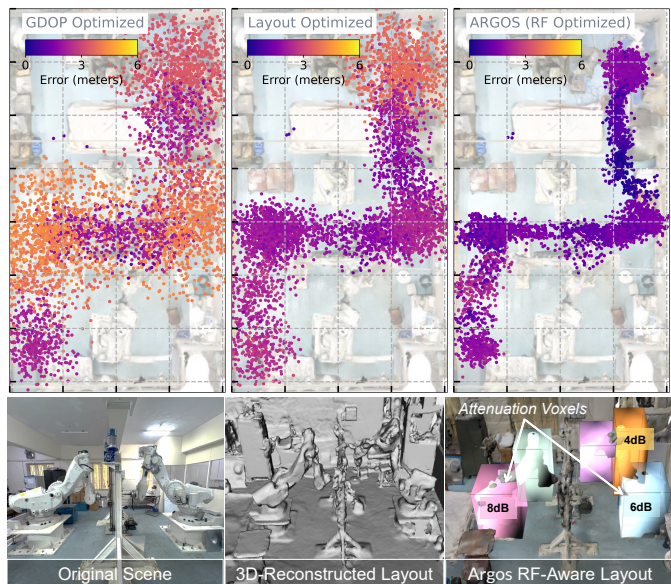 GDOP Optimized
0 3 6
Error (meters)
Layout Optimized
0 3 6
Error (meters)
ARGOS (RF Optimized)
0 3 6
Error (meters)
Original Scene
3D-Reconstructed Layout
Attenuation Voxels
4dB
8dB
6dB
Argos RF-Aware Layout